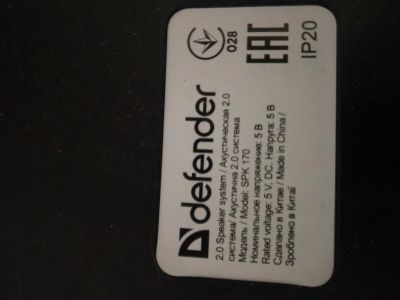 defender
028
EAC
IP20
2.0 Speaker system / Акустическая 2.0
система/ Акустична 2.0 система
Модель / Model: SPK 170
Номинальное напряжение: 5 В
Rated voltage: 5 V, DC. Напруга: 5 В
Сделано в Китае / Made in China /
Зроблено в Китаї